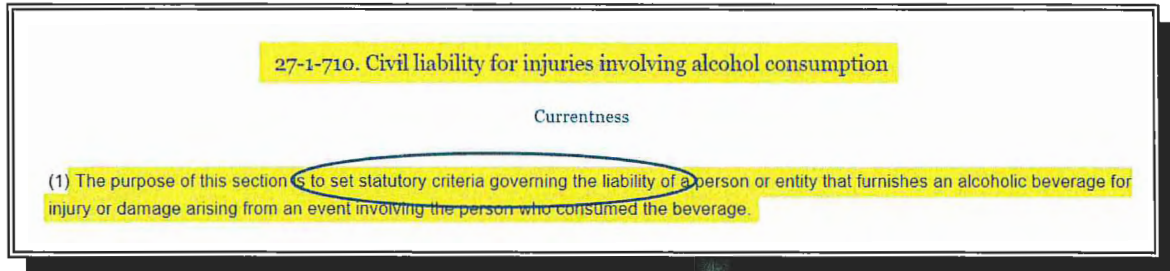 27-1-710. Civil liability for injuries involving alcohol consumption
Currentness
(1) The purpose of this section is to set statutory criteria governing the liability of a person or entity that furnishes an alcoholic beverage for
injury or damage arising from an event involving the person who consumed the beverage.